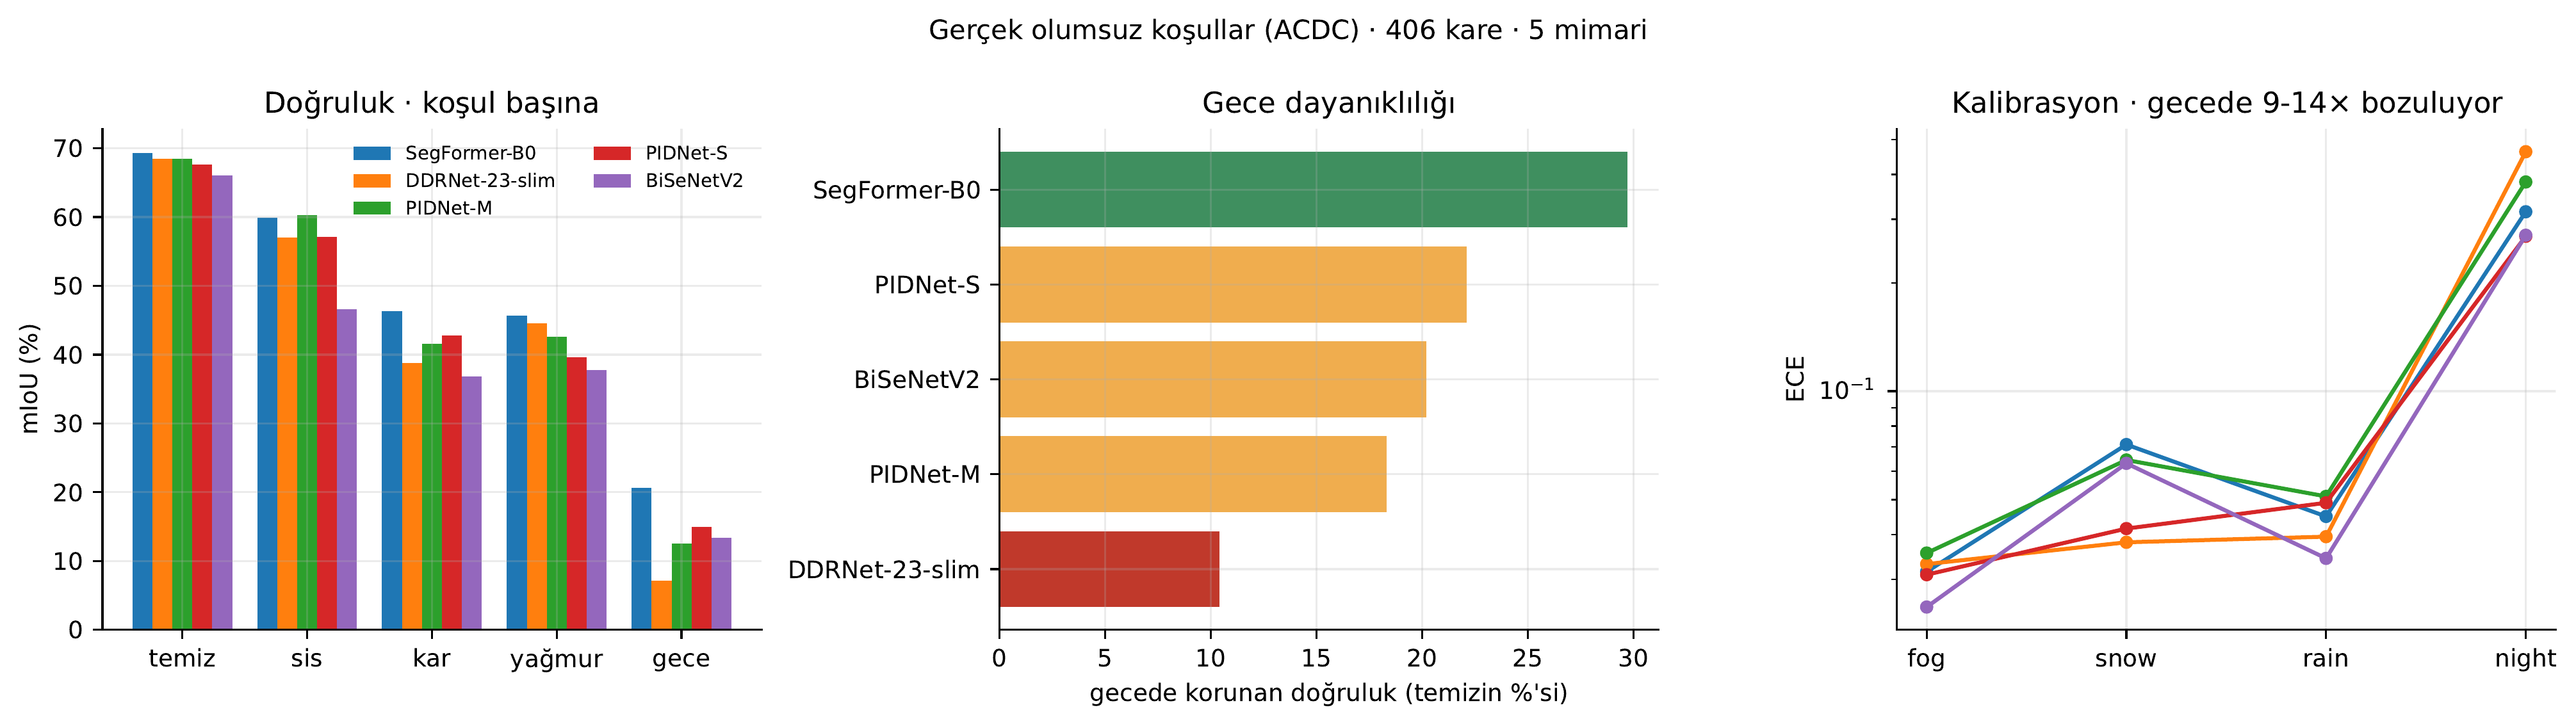 Gerçek olumsuz koşullar (ACDC) · 406 kare · 5 mimari
Doğruluk · koşul başına
mIoU (%)
70
60
50
40
30
20
10
0
SegFormer-B0
DDRNet-23-slim
PIDNet-M
PIDNet-S
BiSeNetV2
temiz
sis
kar
yağmur
gece
Gece dayanıklılığı
SegFormer-B0
PIDNet-S
BiSeNetV2
PIDNet-M
DDRNet-23-slim
0
5
10
15
20
25
30
gecede korunan doğruluk (temizin %'si)
Kalibrasyon · gecede 9-14× bozuluyor
ECE
10⁻¹
fog
snow
rain
night